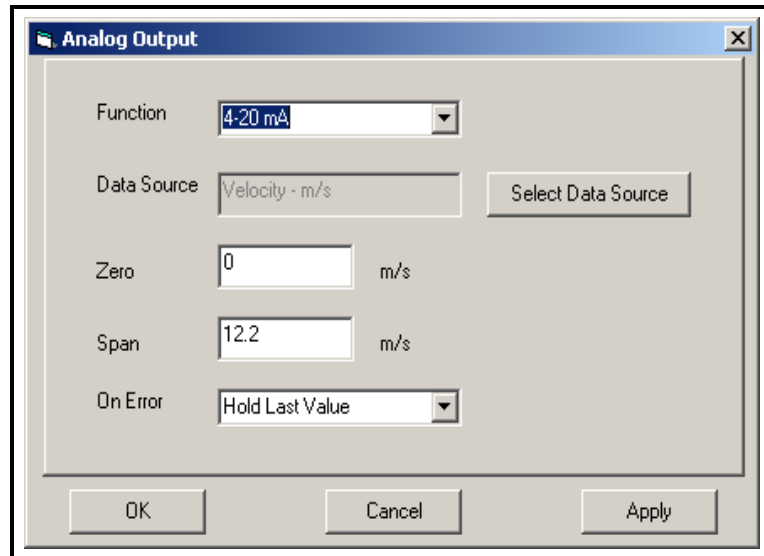 Analog Output
Function 4-20 mA
Data Source Velocity - m/s Select Data Source
Zero 0 m/s
Span 12.2 m/s
On Error Hold Last Value
OK Cancel Apply